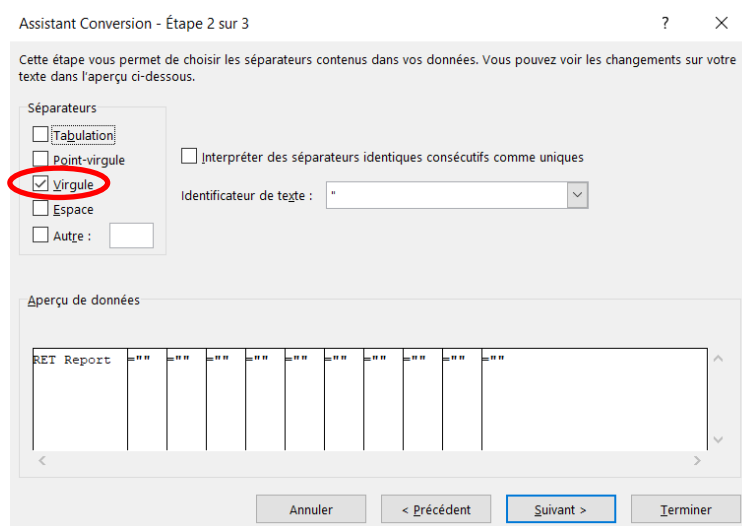 Assistant Conversion - Étape 2 sur 3 ? ×
Cette étape vous permet de choisir les séparateurs contenus dans vos données. Vous pouvez voir les changements sur votre
texte dans l'aperçu ci-dessous.
Séparateurs
Tabulation
Point-virgule
Interpréter des séparateurs identiques consécutifs comme uniques
Virgule
Identificateur de texte : "
Espace
Autre :
Aperçu de données
RET Report ="" ="" ="" ="" ="" ="" ="" ="" ="" =""
Annuler < Précédent Suivant > Terminer